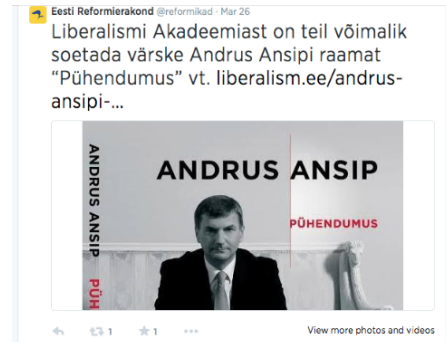 Eesti Reformierakond @reformikad · Mar 26
Liberalismi Akadeemiast on teil võimalik
soetada värske Andrus Ansipi raamat
“Pühendumus” vt. liberalism.ee/andrus-
ansipi-...
ANDRUS ANSIP PÜH
ANDRUS ANSIP
PÜHENDUMUS
1
1
View more photos and videos